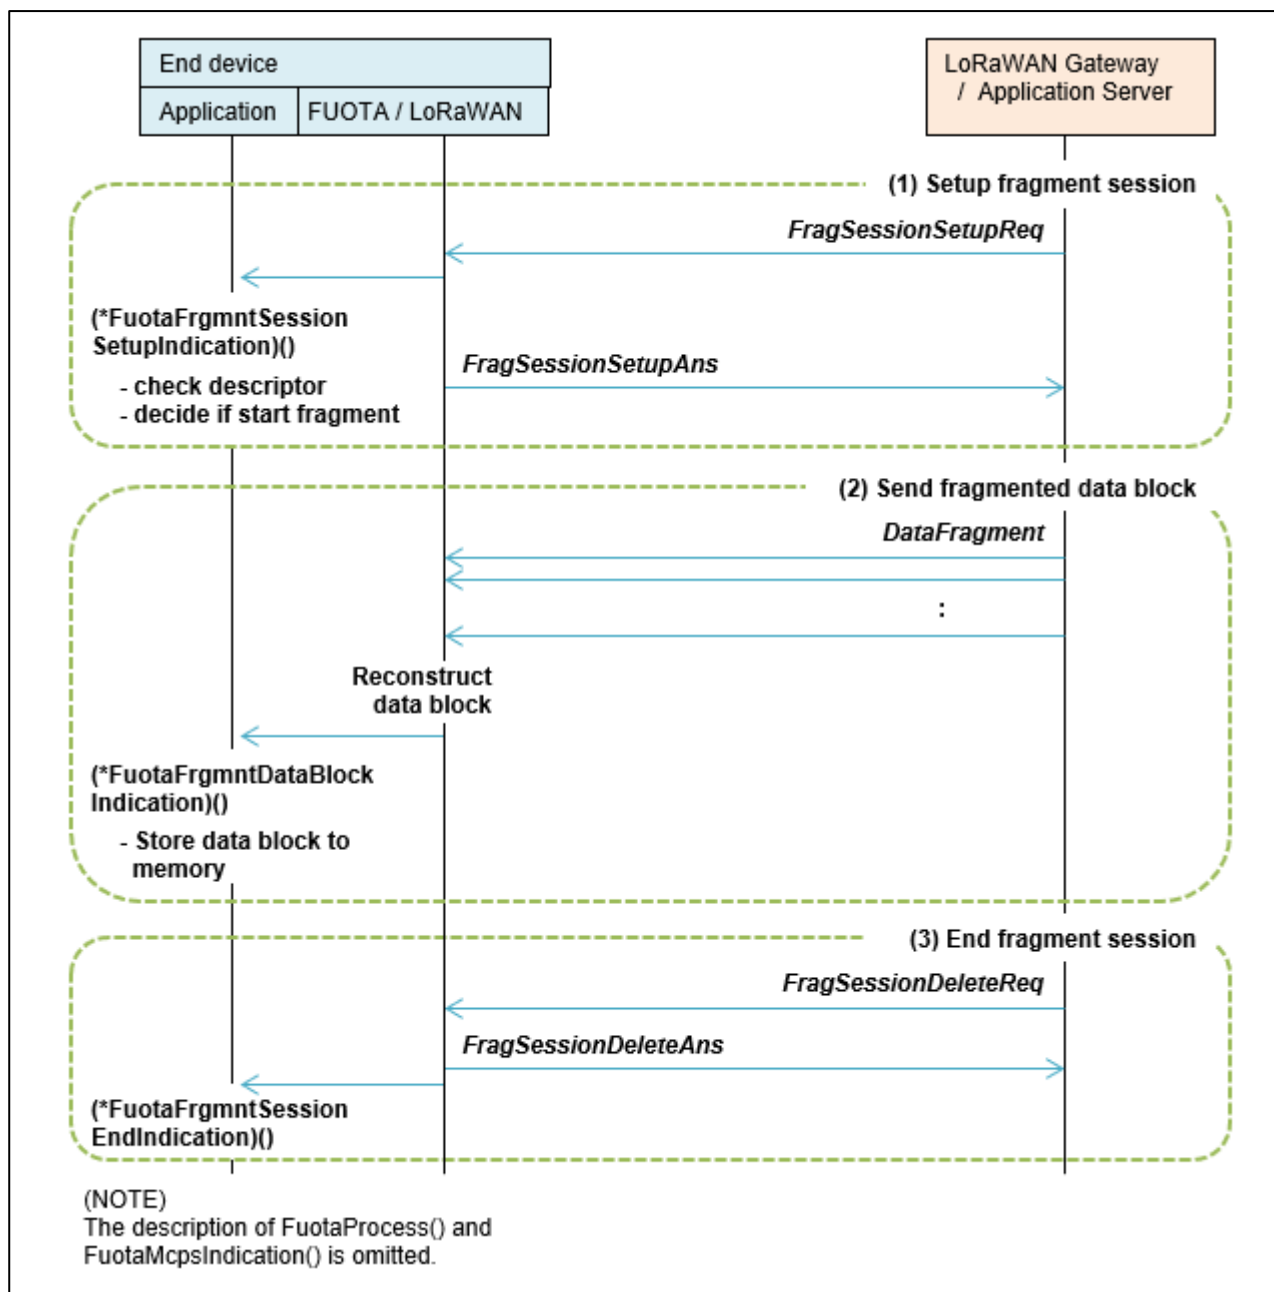 End device
Application
FUOTA / LoRaWAN
LoRaWAN Gateway
/ Application Server
(1) Setup fragment session
FragSessionSetupReq
(*FuotaFrgmntSession
SetupIndication)()
- check descriptor
- decide if start fragment
FragSessionSetupAns
(2) Send fragmented data block
DataFragment
:
Reconstruct
data block
(*FuotaFrgmntDataBlock
Indication)()
- Store data block to
memory
(3) End fragment session
FragSessionDeleteReq
FragSessionDeleteAns
(*FuotaFrgmntSession
EndIndication)()
(NOTE)
The description of FuotaProcess() and
FuotaMcpsIndication() is omitted.